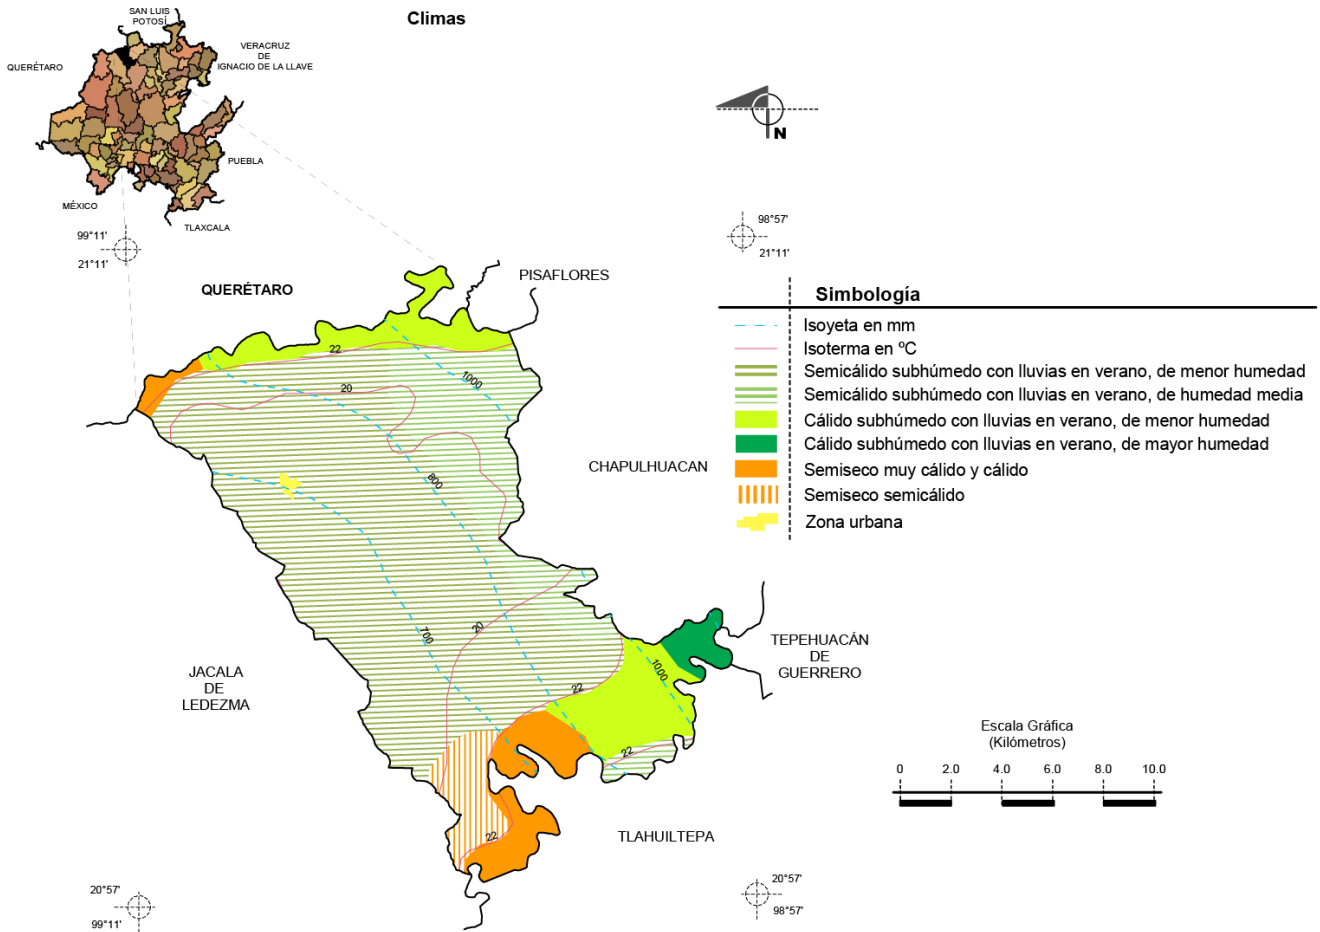 Climas
SAN LUIS
POTOSÍ
VERACRUZ
DE
IGNACIO DE LA LLAVE
QUERÉTARO
PUEBLA
MÉXICO
TLAXCALA
N
99°11'
21°11'
98°57'
21°11'
QUERÉTARO
PISAFLORES
CHAPULHUACAN
JACALA
DE
LEDEZMA
TEPEHUACÁN
DE
GUERRERO
TLAHUILTEPA
22
20
1000
800
700
20
22
1000
22
22
Simbología
Isoyeta en mm
Isoterma en ºC
Semicálido subhúmedo con lluvias en verano, de menor humedad
Semicálido subhúmedo con lluvias en verano, de humedad media
Cálido subhúmedo con lluvias en verano, de menor humedad
Cálido subhúmedo con lluvias en verano, de mayor humedad
Semiseco muy cálido y cálido
Semiseco semicálido
Zona urbana
Escala Gráfica
(Kilómetros)
0 2.0 4.0 6.0 8.0 10.0
20°57'
99°11'
20°57'
98°57'